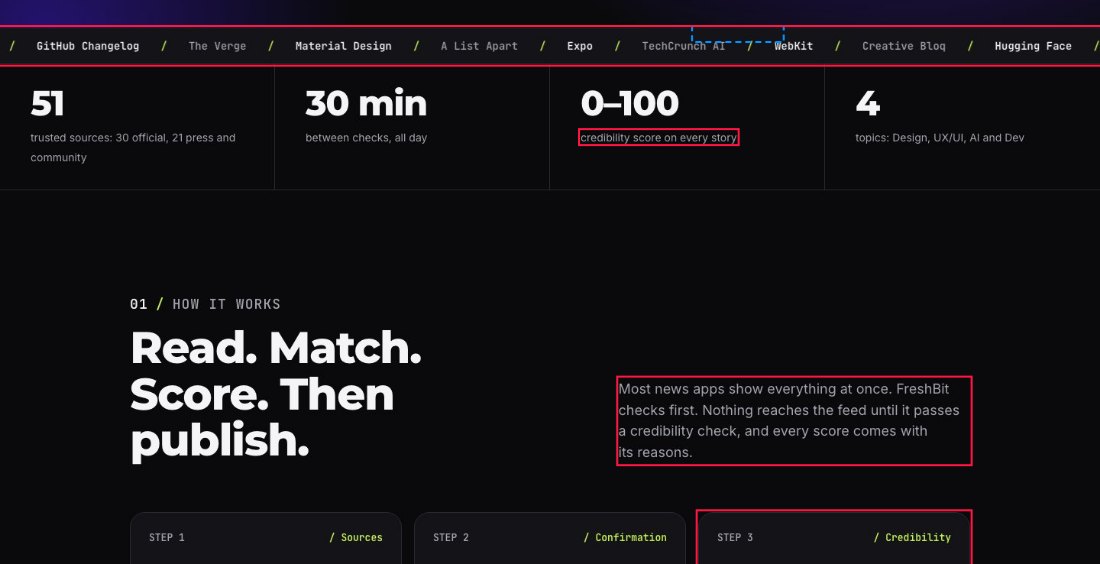 / GitHub Changelog / The Verge / Material Design / A List Apart / Expo / TechCrunch AI / WebKit / Creative Bloq / Hugging Face /
51
trusted sources: 30 official, 21 press and
community
30 min
between checks, all day
0–100
credibility score on every story
4
topics: Design, UX/UI, AI and Dev
01 / HOW IT WORKS
Read. Match.
Score. Then
publish.
Most news apps show everything at once. FreshBit
checks first. Nothing reaches the feed until it passes
a credibility check, and every score comes with
its reasons.
STEP 1 / Sources
STEP 2 / Confirmation
STEP 3 / Credibility